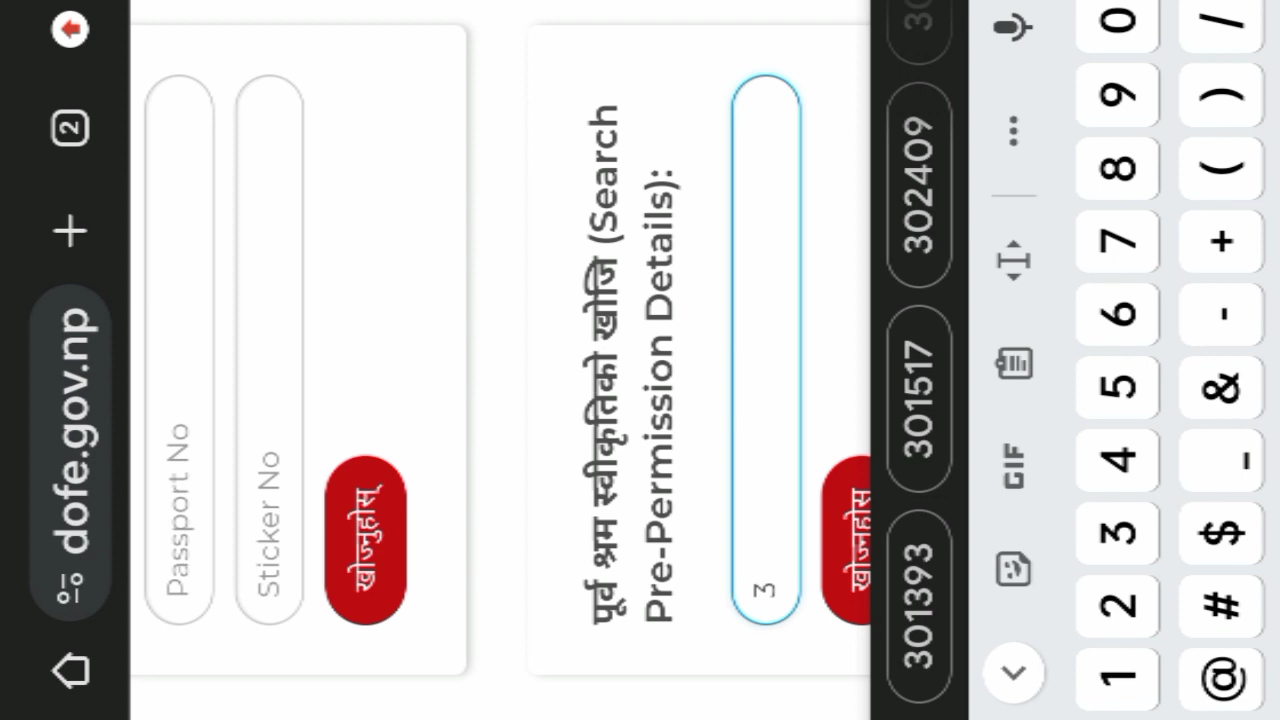 2
dofe.gov.np
Passport No
Sticker No
खोज्नुहोस्
पूर्व श्रम स्वीकृतिको खोजि (Search
Pre-Permission Details):
3
खोज्नुहोस्
301393 301517 302409
GIF
1 2 3 4 5 6 7 8 9 0
@ # $ _ & - + ( ) /